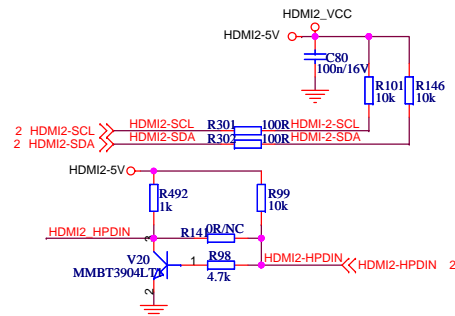 HDMI2_VCC
HDMI2-5V
C80
100n/16V
R101
10k
R146
10k
2 HDMI2-SCL HDMI2-SCL R301 100R HDMI-2-SCL
2 HDMI2-SDA HDMI2-SDA R302 100R HDMI-2-SDA
HDMI2-5V
R492
1k
R99
10k
HDMI2_HPDIN
3
R141 0R/NC
V20
MMBT3904LT1
1
R98
4.7k
HDMI2-HPDIN
HDMI2-HPDIN 2
2